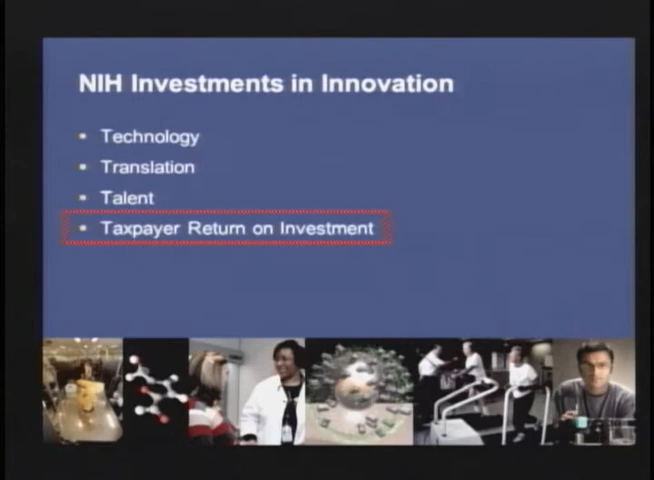 NIH Investments in Innovation
• Technology
• Translation
• Talent
• Taxpayer Return on Investment